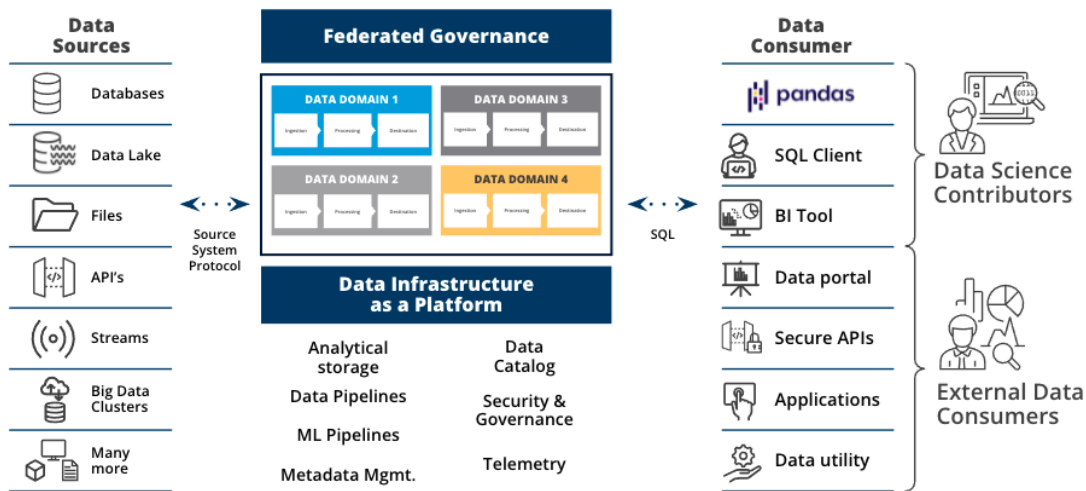 Data
Sources
Databases
Data Lake
Files
API's
Streams
Big Data
Clusters
Many
more
Source
System
Protocol
Federated Governance
DATA DOMAIN 1
Ingestion
Processing
Destination
DATA DOMAIN 3
Ingestion
Processing
Destination
DATA DOMAIN 2
Ingestion
Processing
Destination
DATA DOMAIN 4
Ingestion
Processing
Destination
Data Infrastructure
as a Platform
Analytical
storage
Data Pipelines
ML Pipelines
Metadata Mgmt.
Data
Catalog
Security &
Governance
Telemetry
SQL
Data
Consumer
pandas
SQL Client
BI Tool
Data portal
Secure APIs
Applications
Data utility
Data Science
Contributors
External Data
Consumers